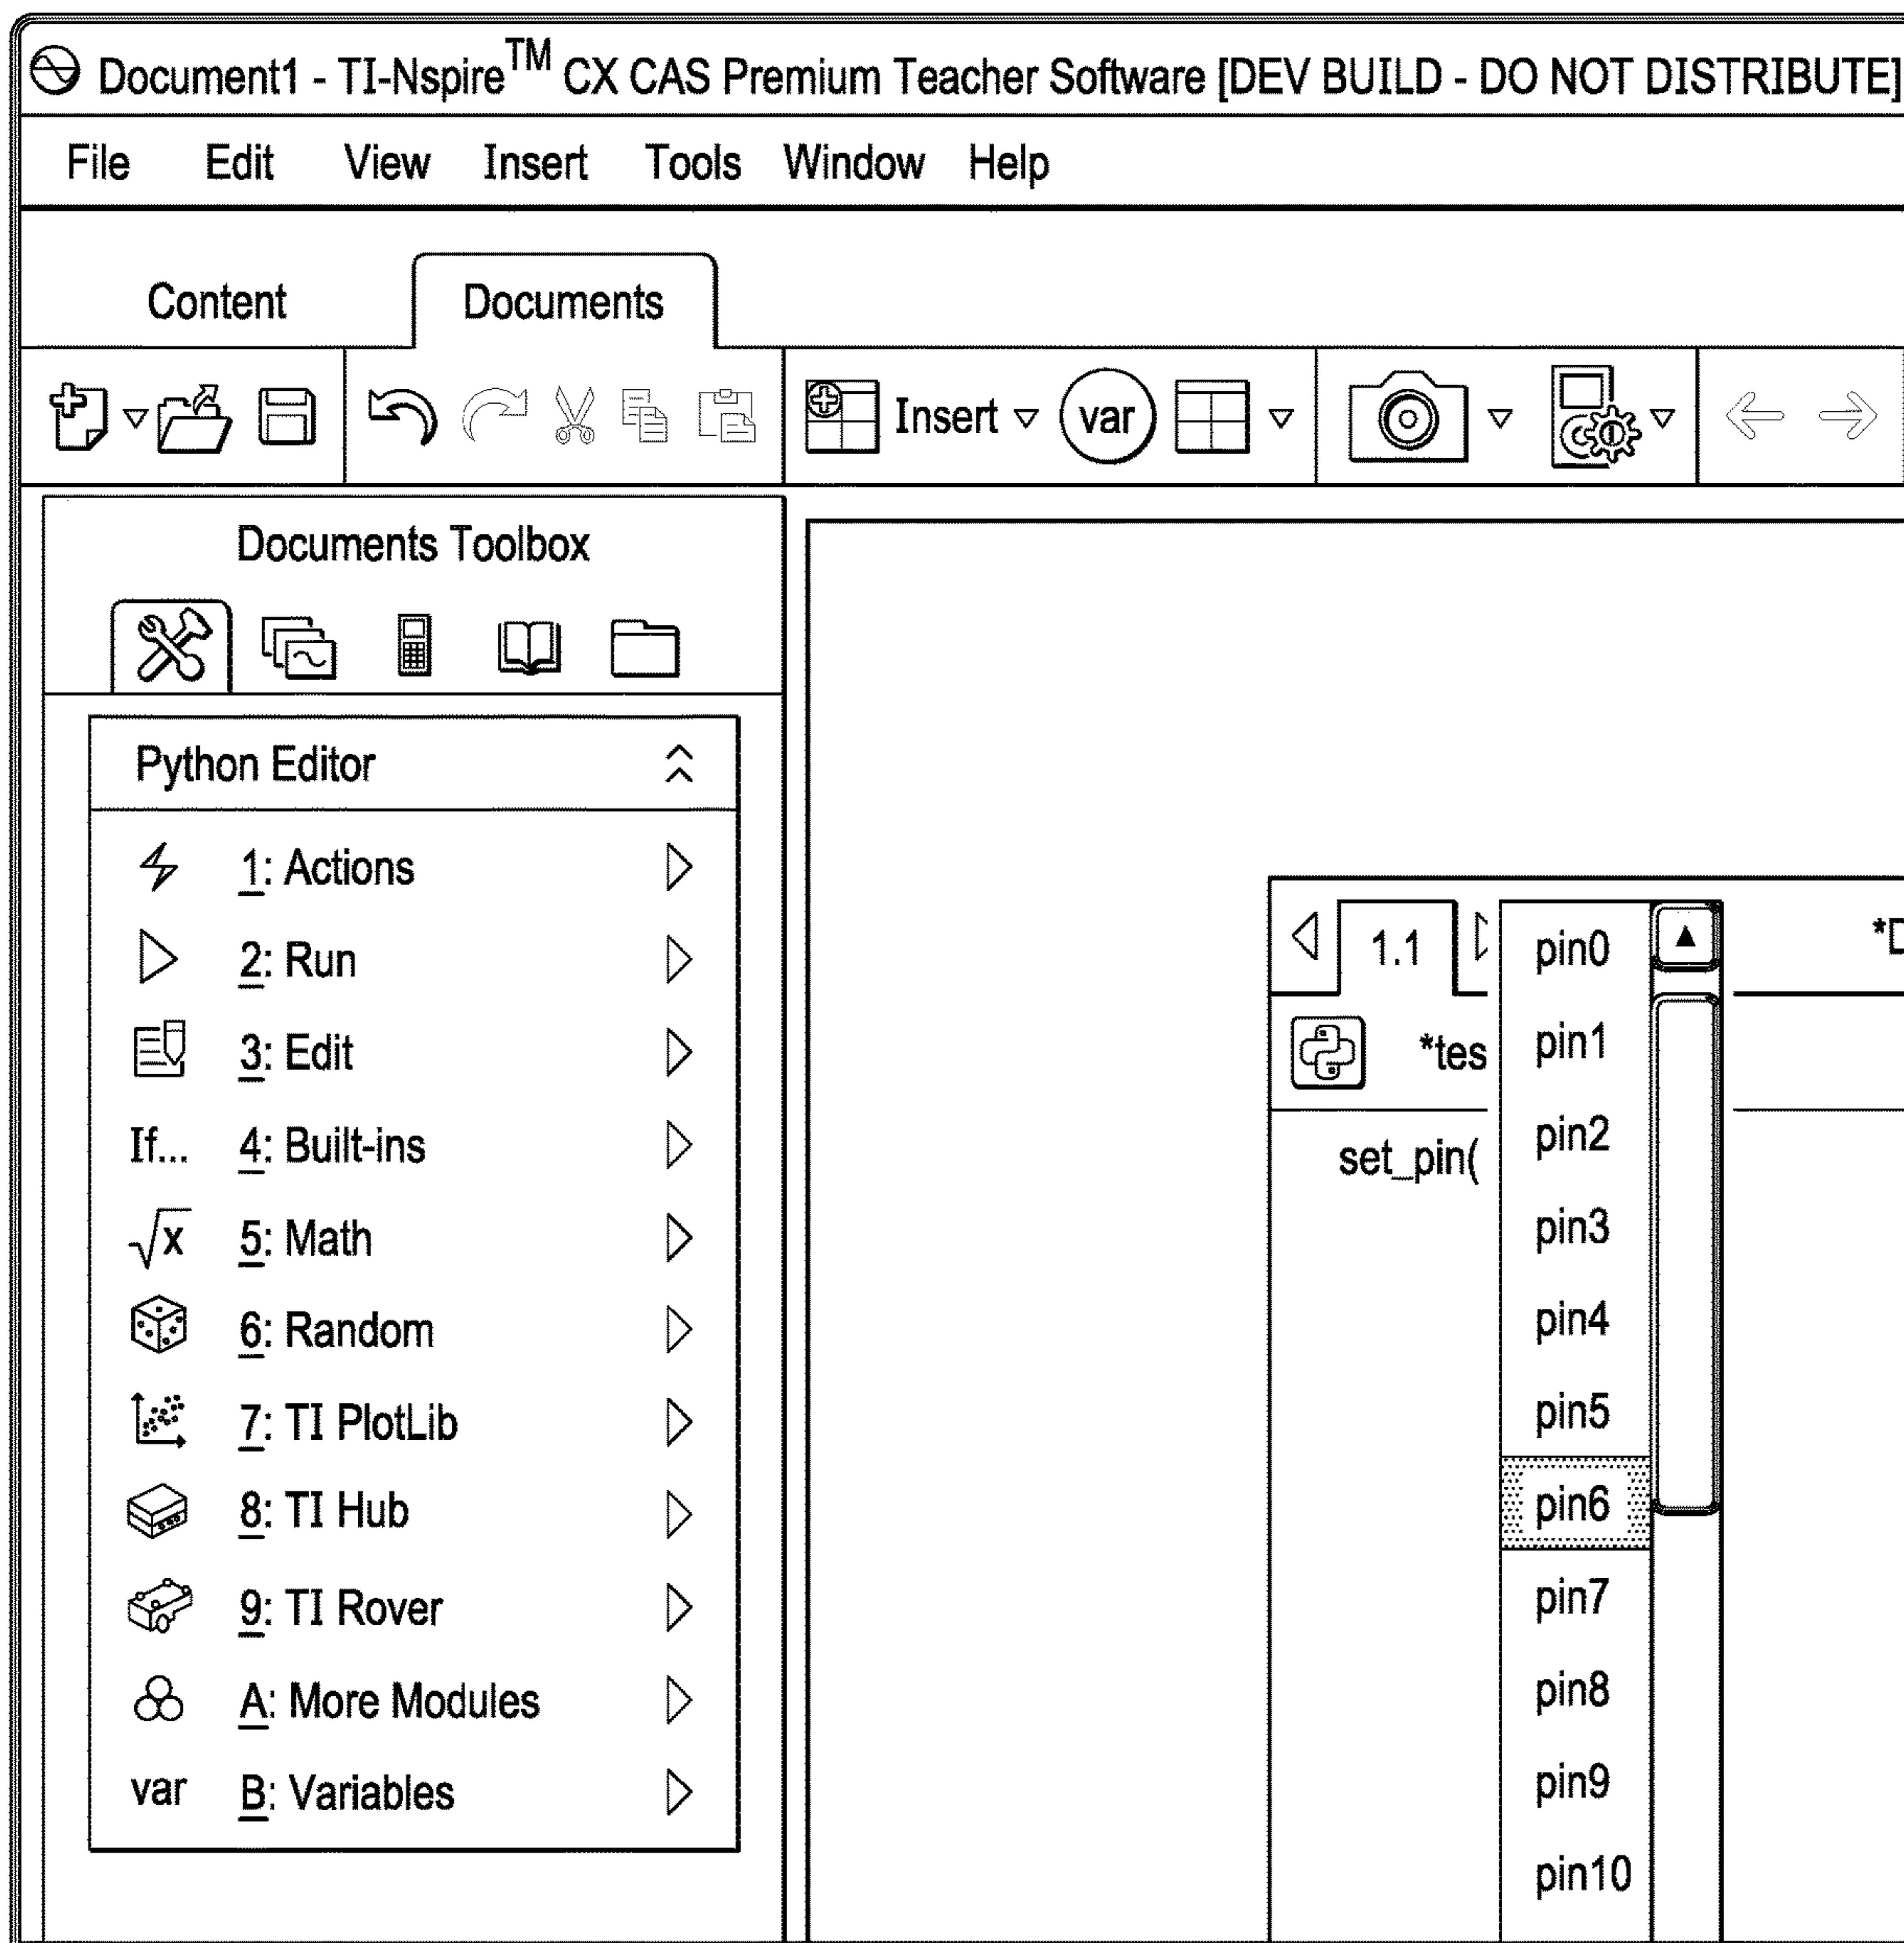 Document1 - TI-Nspire™ CX CAS Premium Teacher Software [DEV BUILD - DO NOT DISTRIBUTE]
File Edit View Insert Tools Window Help
Content Documents
Insert var
Documents Toolbox
Python Editor
1: Actions
2: Run
3: Edit
If... 4: Built-ins
√x 5: Math
6: Random
7: TI PlotLib
8: TI Hub
9: TI Rover
A: More Modules
var B: Variables
1.1
*tes
set_pin(
pin0
pin1
pin2
pin3
pin4
pin5
pin6
pin7
pin8
pin9
pin10